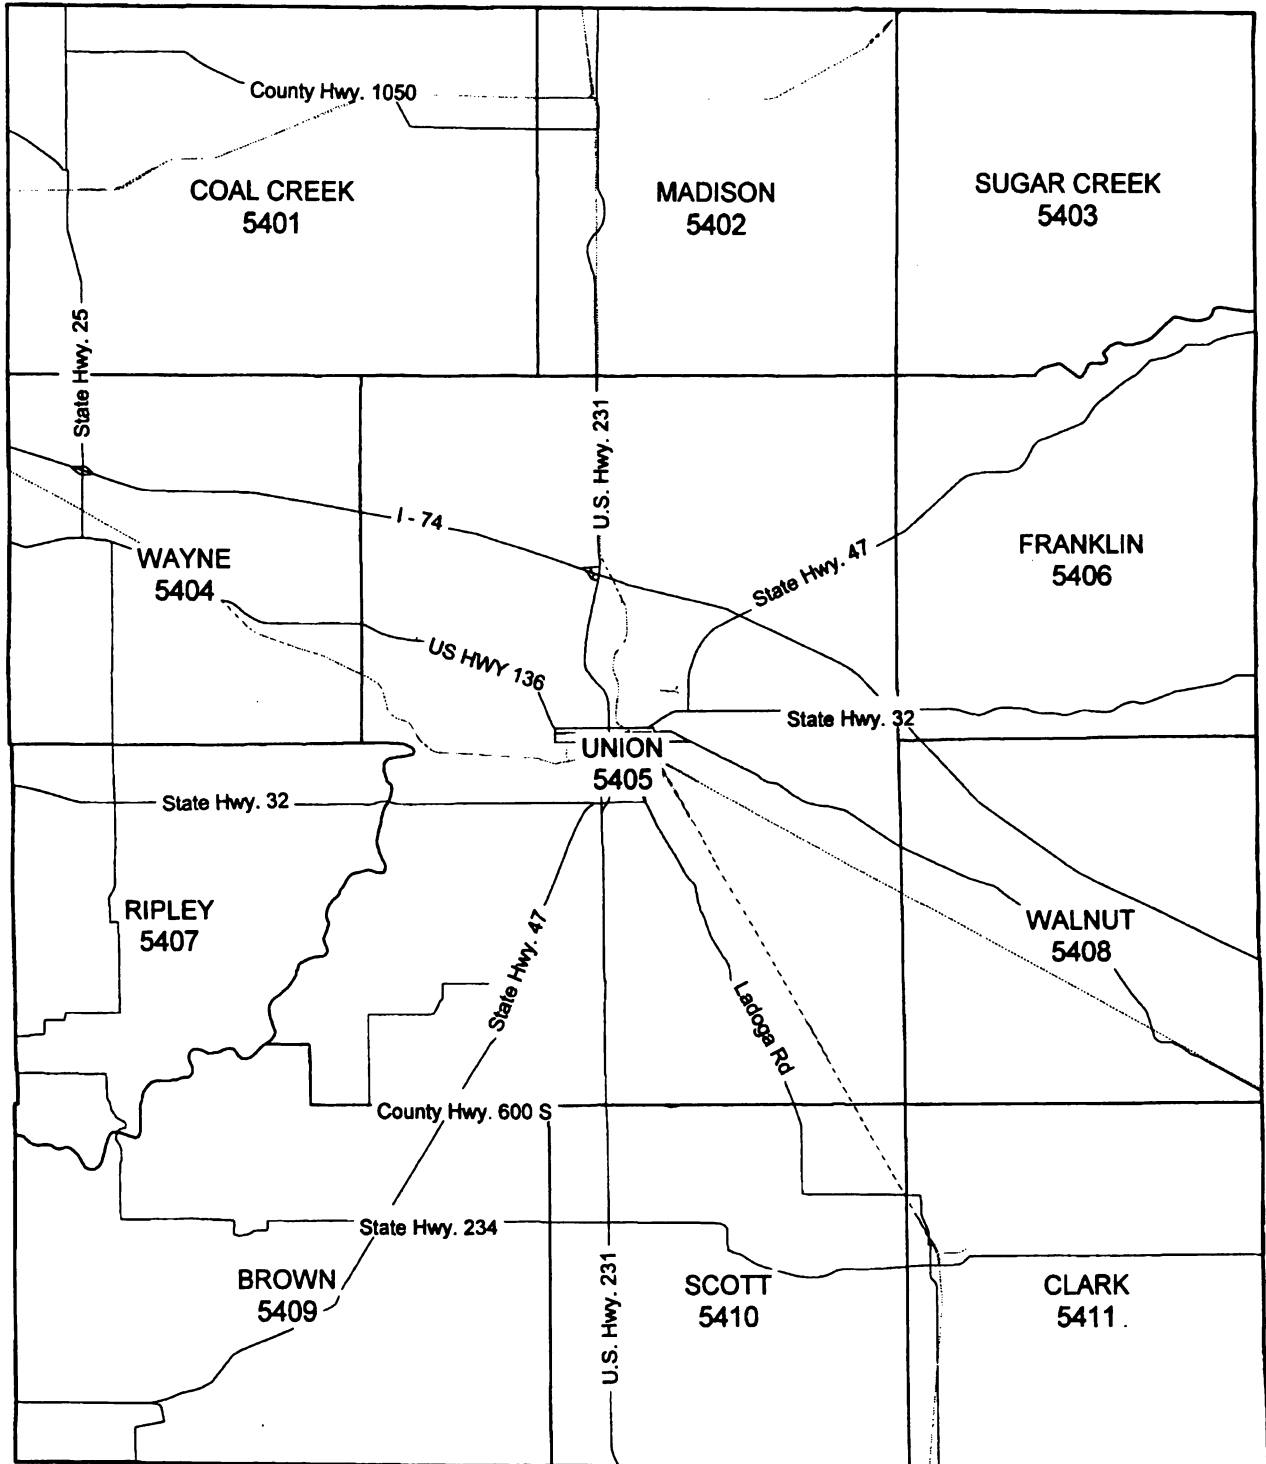 County Hwy. 1050
COAL CREEK
5401
MADISON
5402
SUGAR CREEK
5403
State Hwy. 25
U.S. Hwy. 231
I - 74
State Hwy. 47
WAYNE
5404
FRANKLIN
5406
US HWY 136
State Hwy. 32
UNION
5405
State Hwy. 32
RIPLEY
5407
State Hwy. 47
WALNUT
5408
Ladoga Rd
County Hwy. 600 S
State Hwy. 234
BROWN
5409
U.S. Hwy. 231
SCOTT
5410
CLARK
5411